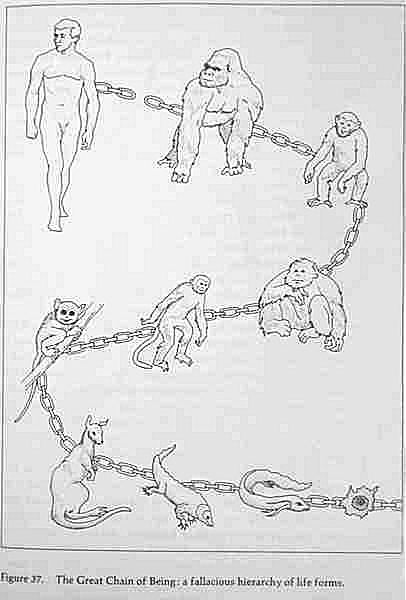 Figure 37. The Great Chain of Being: a fallacious hierarchy of life forms.